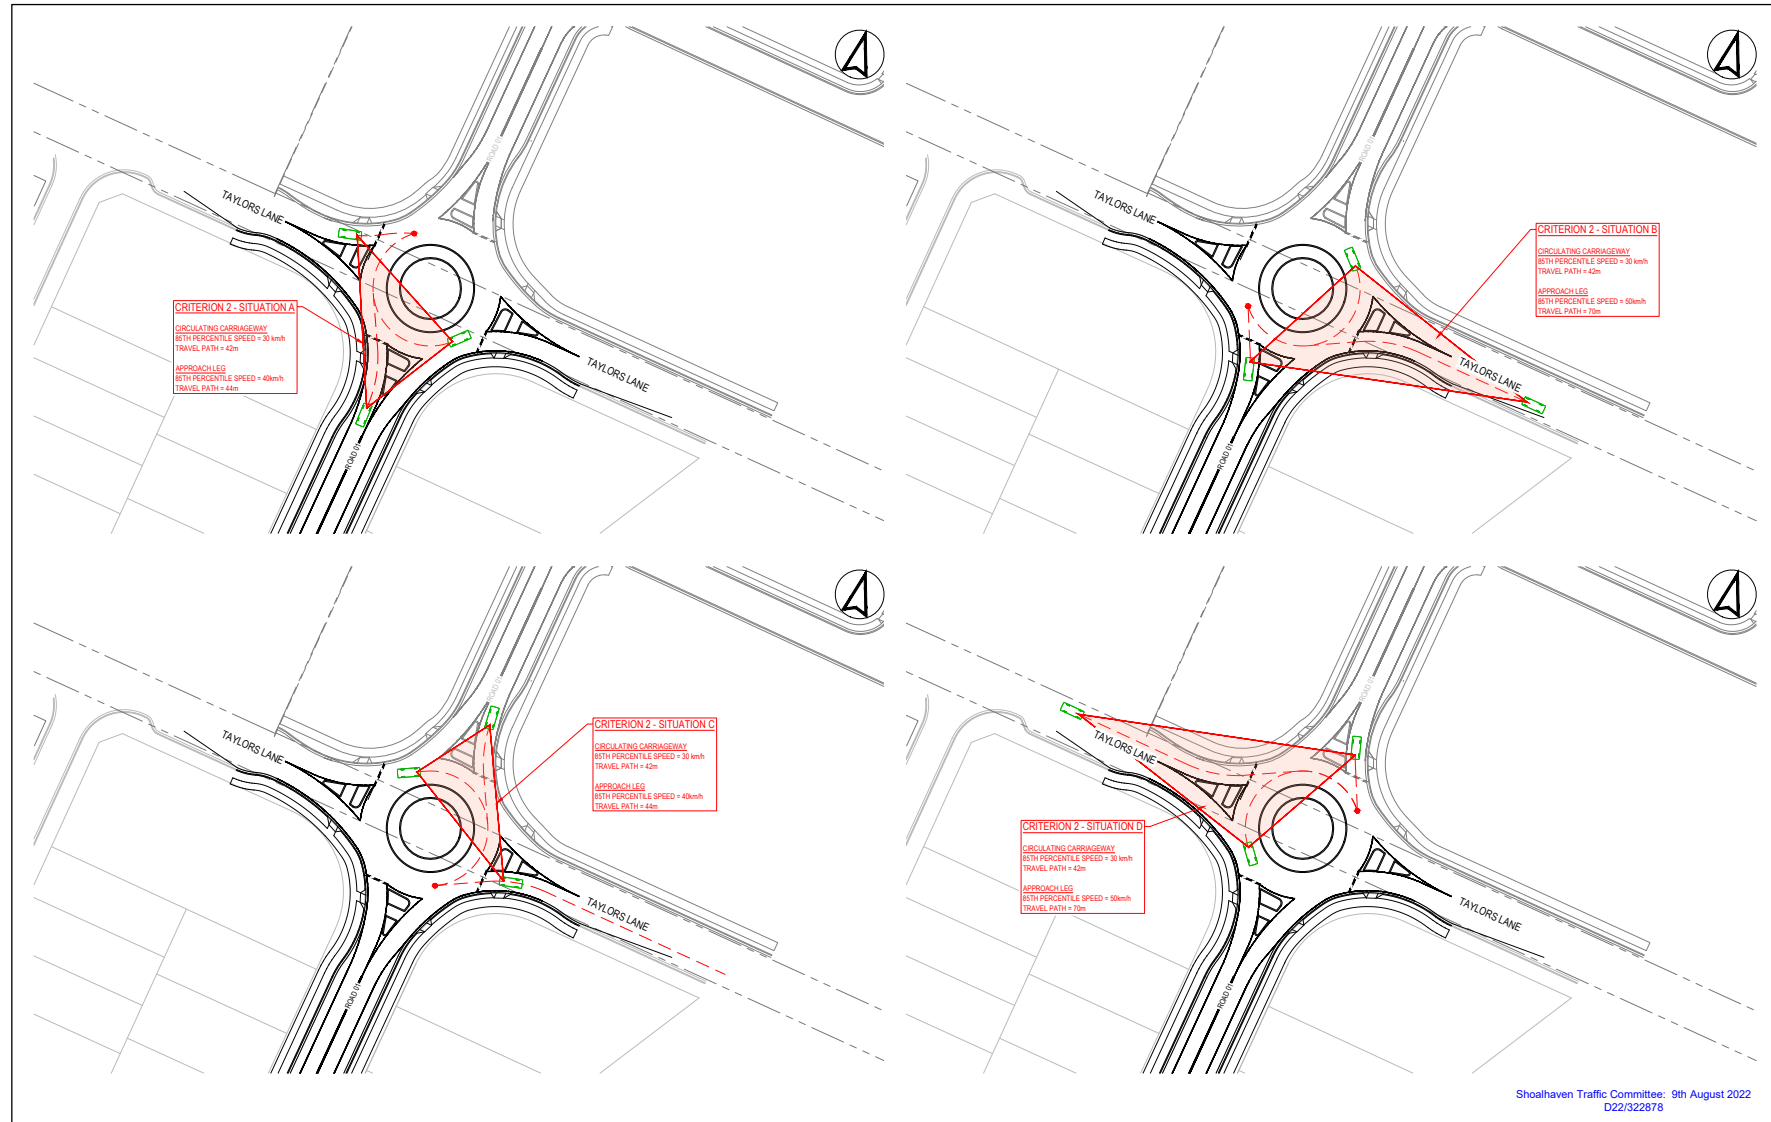 ROAD 01
TAYLORS LANE
CRITERION 2 - SITUATION A
CIRCULATING CARRIAGEWAY
85TH PERCENTILE SPEED = 30 km/h
TRAVEL PATH = 42m
APPROACH LEG
85TH PERCENTILE SPEED = 40km/h
TRAVEL PATH = 44m
TAYLORS LANE
ROAD 01
ROAD 01
TAYLORS LANE
CRITERION 2 - SITUATION B
CIRCULATING CARRIAGEWAY
85TH PERCENTILE SPEED = 30 km/h
TRAVEL PATH = 42m
APPROACH LEG
85TH PERCENTILE SPEED = 50km/h
TRAVEL PATH = 70m
TAYLORS LANE
ROAD 01
ROAD 01
TAYLORS LANE
CRITERION 2 - SITUATION C
CIRCULATING CARRIAGEWAY
85TH PERCENTILE SPEED = 30 km/h
TRAVEL PATH = 42m
APPROACH LEG
85TH PERCENTILE SPEED = 40km/h
TRAVEL PATH = 44m
TAYLORS LANE
ROAD 01
ROAD 01
TAYLORS LANE
CRITERION 2 - SITUATION D
CIRCULATING CARRIAGEWAY
85TH PERCENTILE SPEED = 30 km/h
TRAVEL PATH = 42m
APPROACH LEG
85TH PERCENTILE SPEED = 50km/h
TRAVEL PATH = 70m
TAYLORS LANE
ROAD 01
Shoalhaven Traffic Committee: 9th August 2022
D22/322878